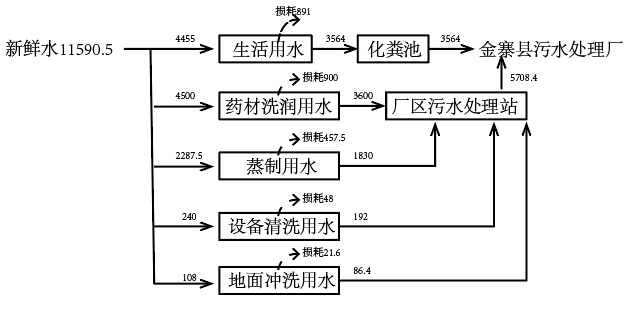 损耗891
新鲜水11590.5
4455
生活用水
3564
化粪池
3564
金寨县污水处理厂
5708.4
损耗900
4500
药材洗润用水
3600
厂区污水处理站
损耗457.5
2287.5
蒸制用水
1830
损耗48
240
设备清洗用水
192
损耗21.6
108
地面冲洗用水
86.4